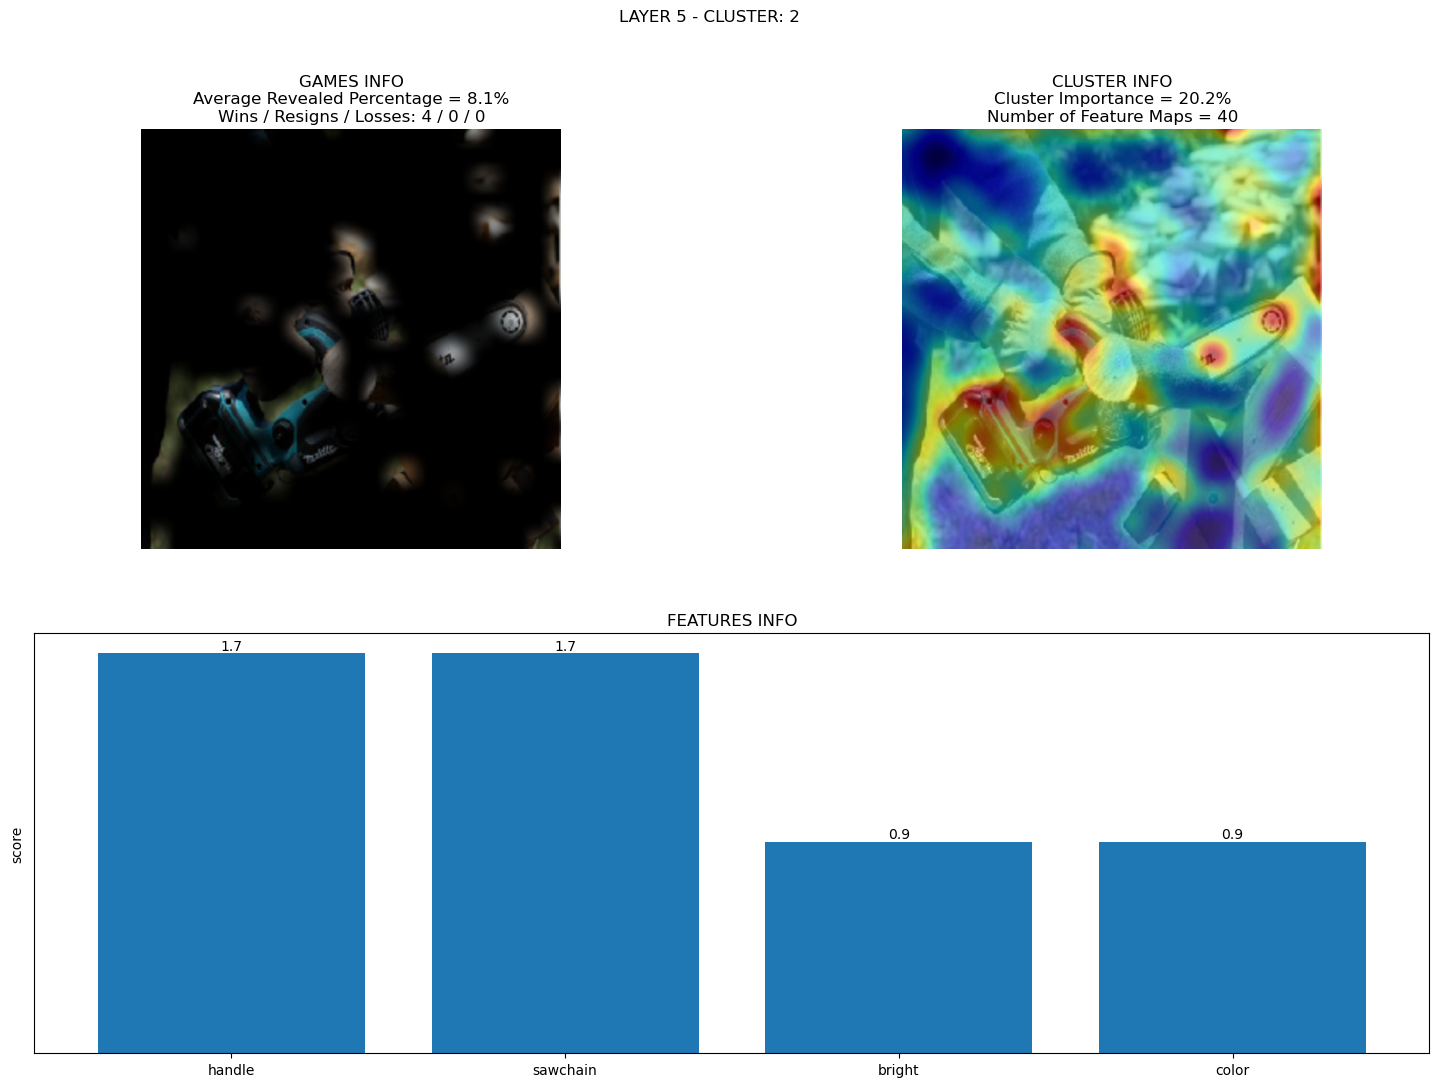 LAYER 5 - CLUSTER: 2
GAMES INFO
Average Revealed Percentage = 8.1%
Wins / Resigns / Losses: 4 / 0 / 0
CLUSTER INFO
Cluster Importance = 20.2%
Number of Feature Maps = 40
FEATURES INFO
score
1.7
1.7
0.9
0.9
handle
sawchain
bright
color